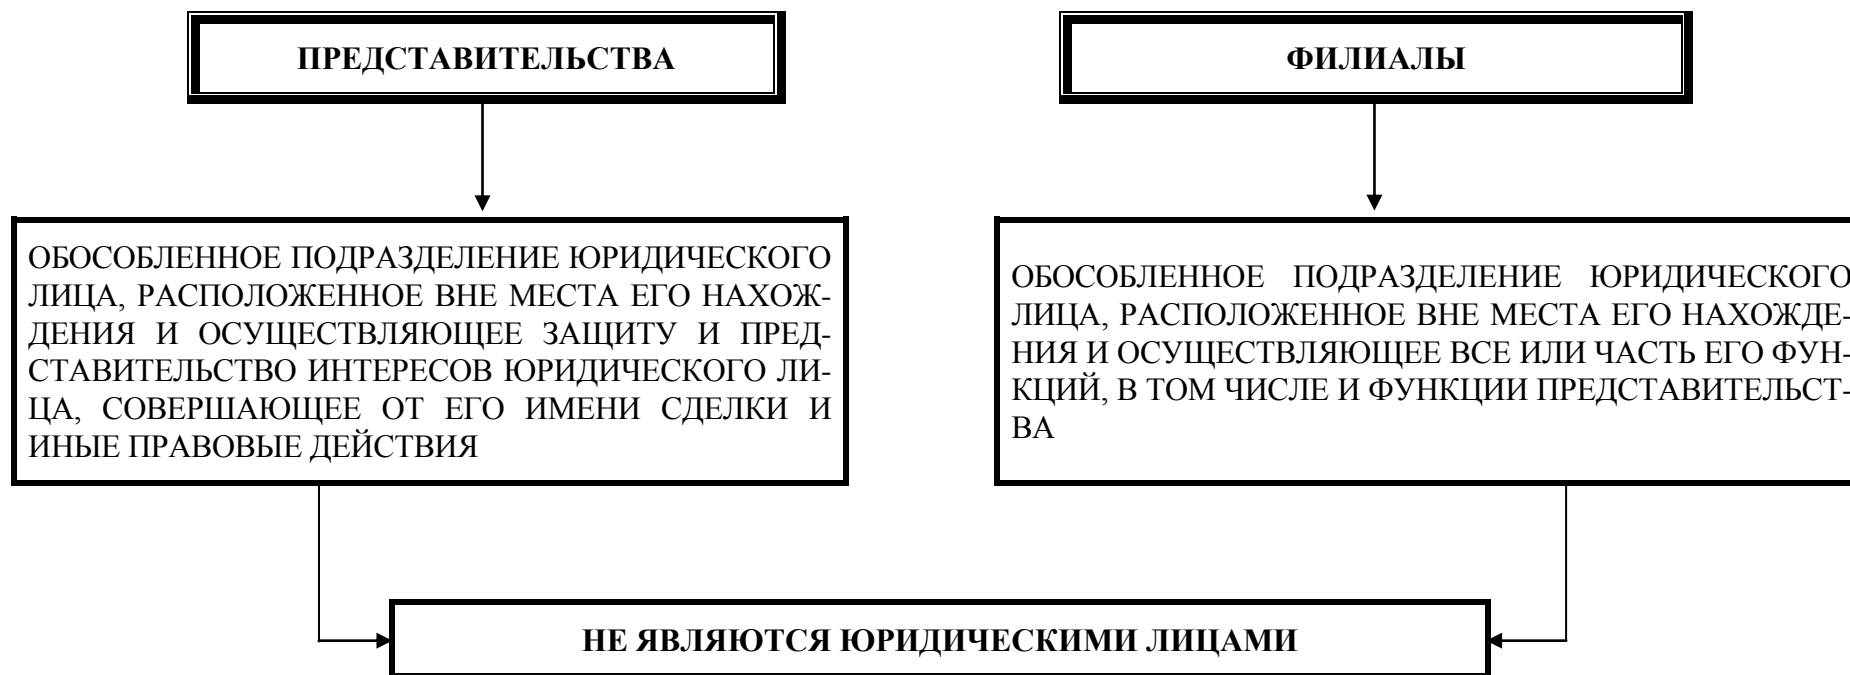 ПРЕДСТАВИТЕЛЬСТВА
ФИЛИАЛЫ
ОБОСОБЛЕННОЕ ПОДРАЗДЕЛЕНИЕ ЮРИДИЧЕСКОГО
ЛИЦА, РАСПОЛОЖЕННОЕ ВНЕ МЕСТА ЕГО НАХОЖ-
ДЕНИЯ И ОСУЩЕСТВЛЯЮЩЕЕ ЗАЩИТУ И ПРЕД-
СТАВИТЕЛЬСТВО ИНТЕРЕСОВ ЮРИДИЧЕСКОГО ЛИ-
ЦА, СОВЕРШАЮЩЕЕ ОТ ЕГО ИМЕНИ СДЕЛКИ И
ИНЫЕ ПРАВОВЫЕ ДЕЙСТВИЯ
ОБОСОБЛЕННОЕ ПОДРАЗДЕЛЕНИЕ ЮРИДИЧЕСКОГО
ЛИЦА, РАСПОЛОЖЕННОЕ ВНЕ МЕСТА ЕГО НАХОЖДЕ-
НИЯ И ОСУЩЕСТВЛЯЮЩЕЕ ВСЕ ИЛИ ЧАСТЬ ЕГО ФУН-
КЦИЙ, В ТОМ ЧИСЛЕ И ФУНКЦИИ ПРЕДСТАВИТЕЛЬСТ-
ВА
НЕ ЯВЛЯЮТСЯ ЮРИДИЧЕСКИМИ ЛИЦАМИ